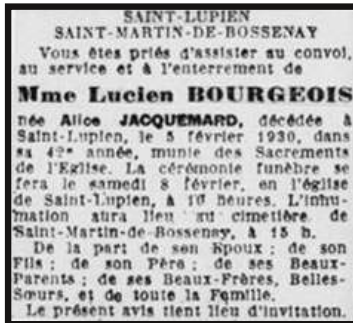 SAINT-LUPIEN
SAINT-MARTIN-DE-BOSSENAY
Vous êtes priés d'assister au convoi,
au service et à l'enterrement de
Mme Lucien BOURGEOIS
née Alice JACQUEMARD, décédée à
Saint-Lupien, le 5 février 1930, dans
sa 42e année, munie des Sacrements
de l'Eglise. La cérémonie funèbre se
fera le samedi 8 février, en l'église
de Saint-Lupien, à 10 heures. L'inhu-
mation aura lieu au cimetière de
Saint-Martin-de-Bossenay, à 15 h.
De la part de son Epoux ; de son
Fils ; de son Père ; de ses Beaux-
Parents ; de ses Beaux-Frères, Belles-
Sœurs, et de toute la Famille.
Le présent avis tient lieu d'invitation.